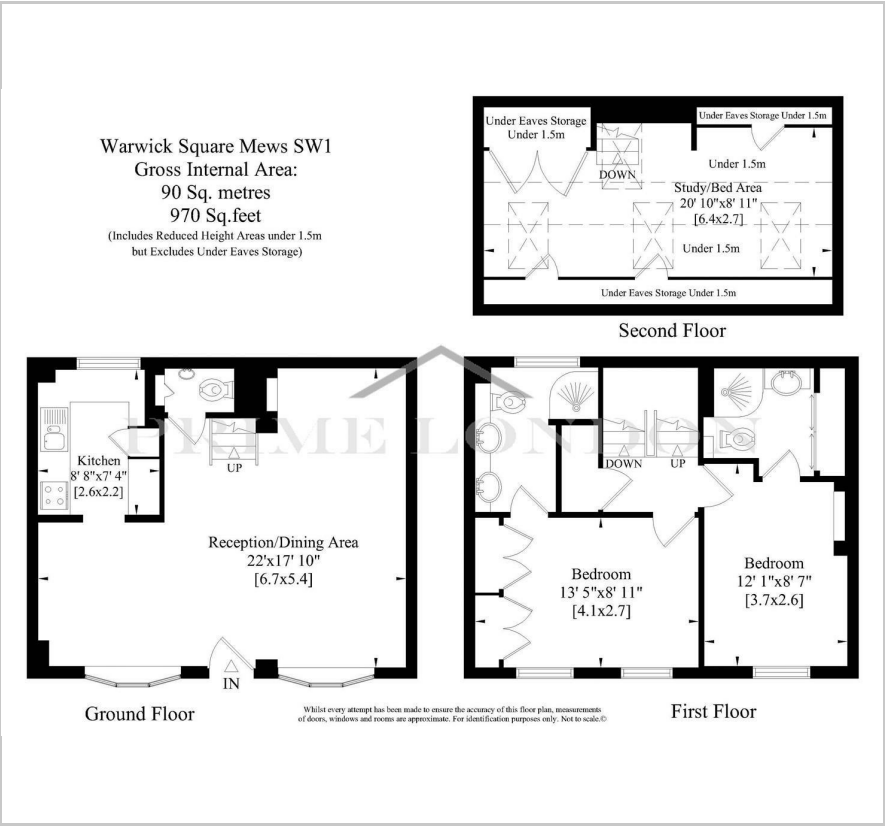 Warwick Square Mews SW1
Gross Internal Area:
90 Sq. metres
970 Sq.feet
(Includes Reduced Height Areas under 1.5m
but Excludes Under Eaves Storage)
Under Eaves Storage
Under 1.5m
Under Eaves Storage Under 1.5m
Under 1.5m
DOWN
Study/Bed Area
20' 10"x8' 11"
[6.4x2.7]
Under 1.5m
Under Eaves Storage Under 1.5m
Second Floor
PRIME LONDON
Kitchen
8' 8"x7' 4"
[2.6x2.2]
UP
Reception/Dining Area
22'x17' 10"
[6.7x5.4]
IN
Ground Floor
DOWN
UP
Bedroom
13' 5"x8' 11"
[4.1x2.7]
Bedroom
12' 1"x8' 7"
[3.7x2.6]
First Floor
Whilst every attempt has been made to ensure the accuracy of this floor plan, measurements
of doors, windows and rooms are approximate. For identification purposes only. Not to scale.©